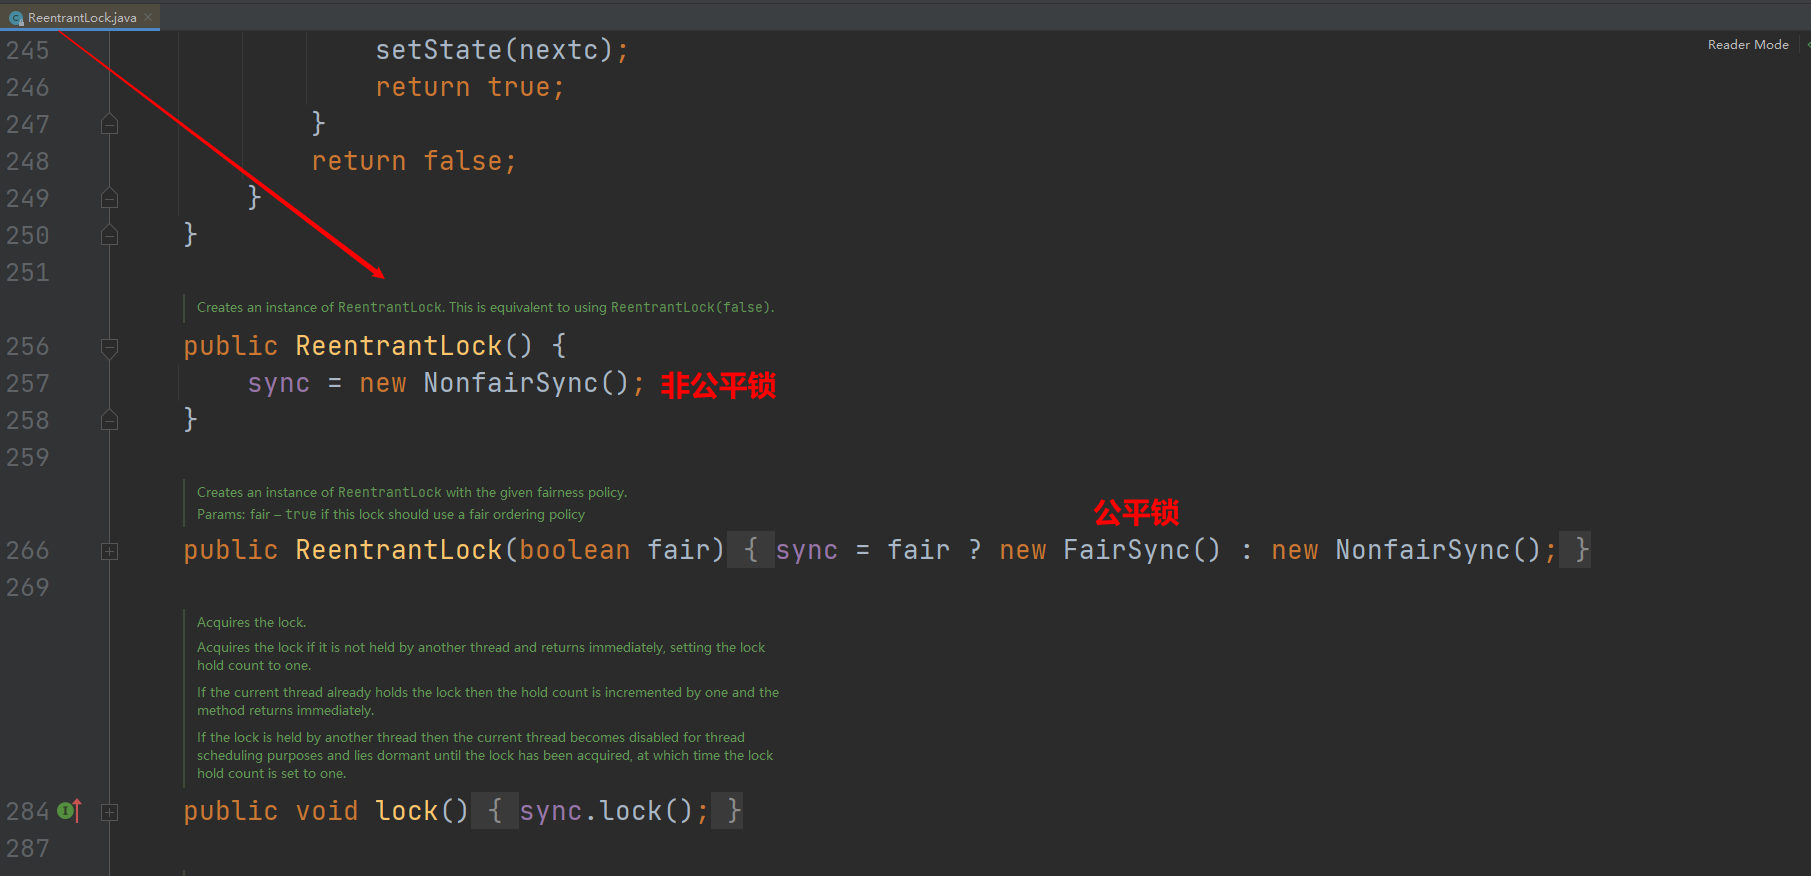 ReentrantLock.java
Reader Mode
245 setState(nextc);
246 return true;
247 }
248 return false;
249 }
250 }
251
Creates an instance of ReentrantLock. This is equivalent to using ReentrantLock(false).
256 public ReentrantLock() {
257 sync = new NonfairSync(); 非公平锁
258 }
259
Creates an instance of ReentrantLock with the given fairness policy.
Params: fair – true if this lock should use a fair ordering policy
公平锁
266 public ReentrantLock(boolean fair) { sync = fair ? new FairSync() : new NonfairSync(); }
269
Acquires the lock.
Acquires the lock if it is not held by another thread and returns immediately, setting the lock
hold count to one.
If the current thread already holds the lock then the hold count is incremented by one and the
method returns immediately.
If the lock is held by another thread then the current thread becomes disabled for thread
scheduling purposes and lies dormant until the lock has been acquired, at which time the lock
hold count is set to one.
284 public void lock() { sync.lock(); }
287